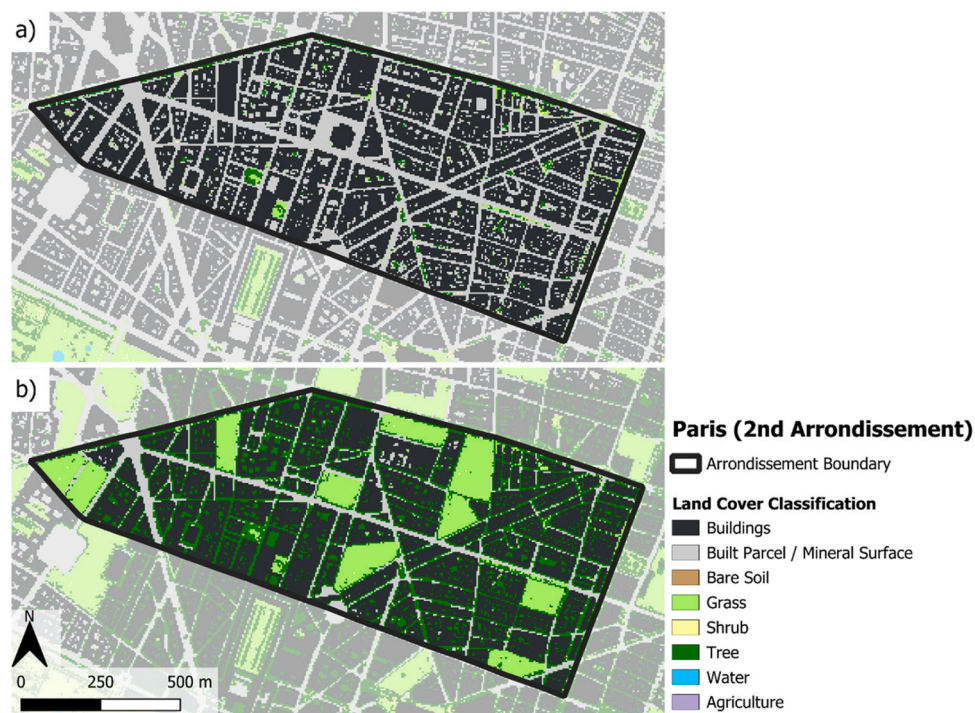 a)
b)
N
0 250 500 m
Paris (2nd Arrondissement)
Arrondissement Boundary
Land Cover Classification
Buildings
Built Parcel / Mineral Surface
Bare Soil
Grass
Shrub
Tree
Water
Agriculture